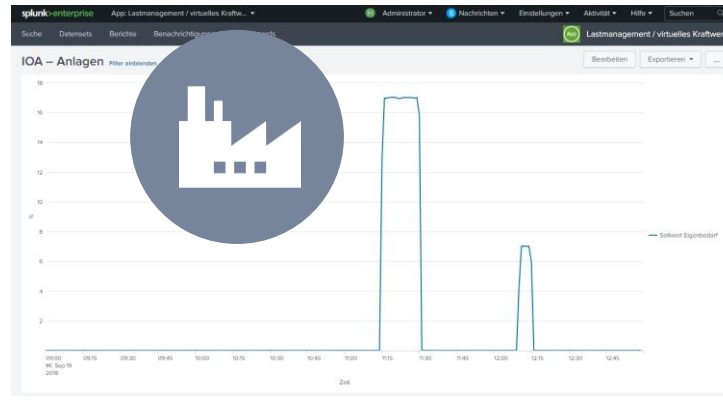 splunk>enterprise App: Lastmanagement / virtuelles Kraftw... Administrator Nachrichten Einstellungen Aktivität Hilfe Suchen
Suche Datensets Berichte App Lastmanagement / virtuelles Kraftwer
IOA – Anlagen Filter einblenden Bearbeiten Exportieren ...
18
16
14
12
10
%
8
Sollwert Eigenbedarf
6
4
2
09:00 09:15 09:30 09:45 10:00 10:15 10:30 10:45 11:00 11:15 11:30 11:45 12:00 12:15 12:30 12:45
Mi. Sep 19
2018
Zeit